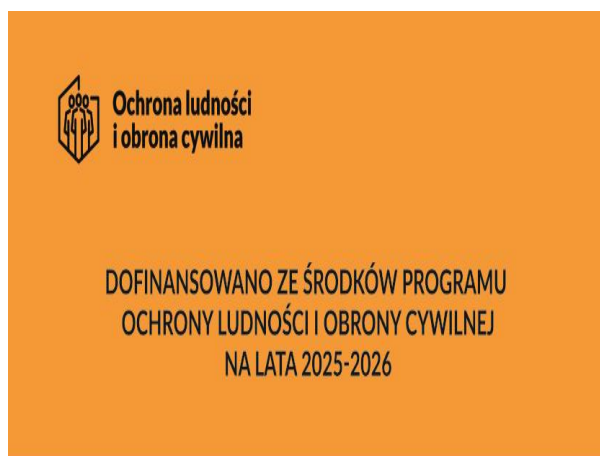 Ochrona ludności
i obrona cywilna
DOFINANSOWANO ZE ŚRODKÓW PROGRAMU
OCHRONY LUDNOŚCI I OBRONY CYWILNEJ
NA LATA 2025-2026